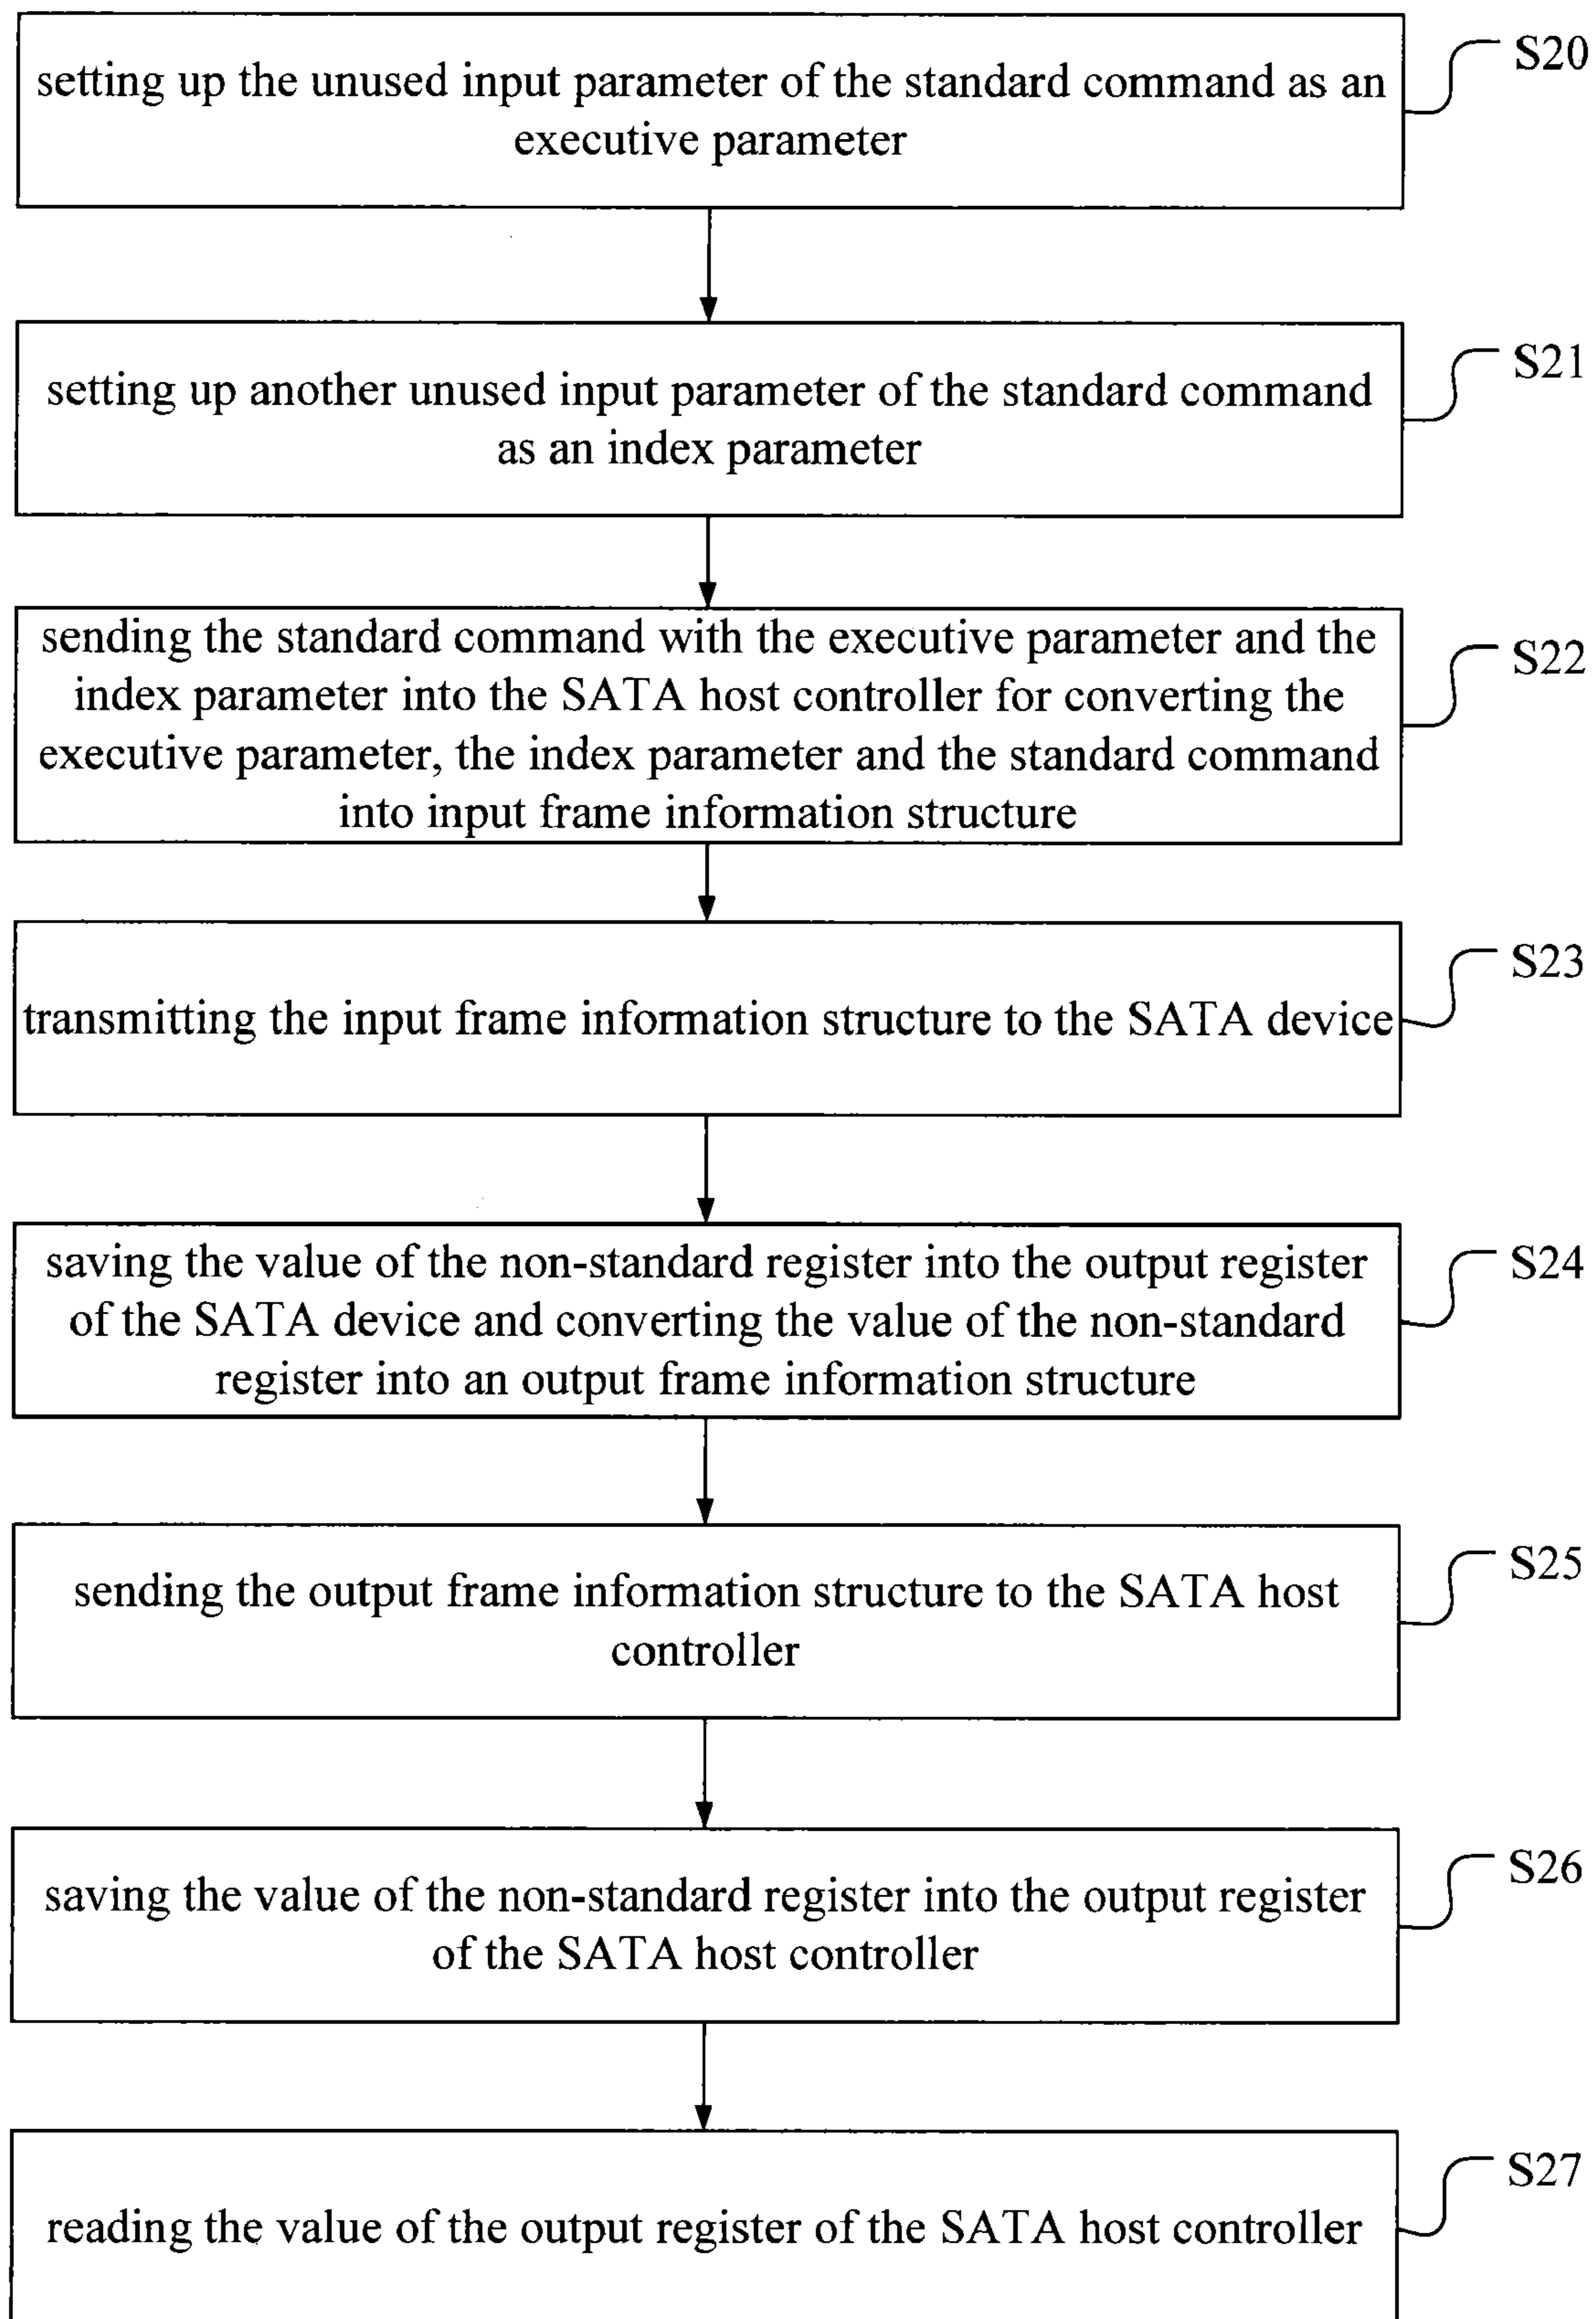 setting up the unused input parameter of the standard command as an
executive parameter
S20
setting up another unused input parameter of the standard command
as an index parameter
S21
sending the standard command with the executive parameter and the
index parameter into the SATA host controller for converting the
executive parameter, the index parameter and the standard command
into input frame information structure
S22
transmitting the input frame information structure to the SATA device
S23
saving the value of the non-standard register into the output register
of the SATA device and converting the value of the non-standard
register into an output frame information structure
S24
sending the output frame information structure to the SATA host
controller
S25
saving the value of the non-standard register into the output register
of the SATA host controller
S26
reading the value of the output register of the SATA host controller
S27